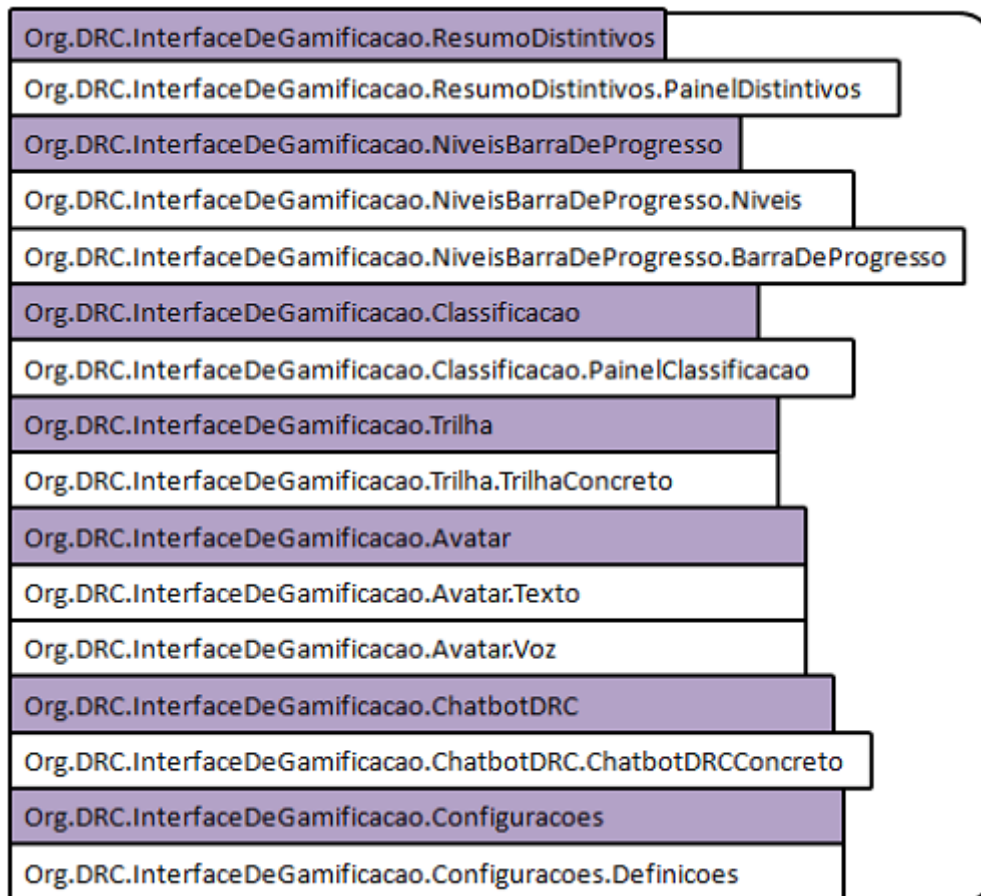 Org.DRC.InterfaceDeGamificacao.ResumoDistintivos
Org.DRC.InterfaceDeGamificacao.ResumoDistintivos.PainelDistintivos
Org.DRC.InterfaceDeGamificacao.NiveisBarraDeProgresso
Org.DRC.InterfaceDeGamificacao.NiveisBarraDeProgresso.Niveis
Org.DRC.InterfaceDeGamificacao.NiveisBarraDeProgresso.BarraDeProgresso
Org.DRC.InterfaceDeGamificacao.Classificacao
Org.DRC.InterfaceDeGamificacao.Classificacao.PainelClassificacao
Org.DRC.InterfaceDeGamificacao.Trilha
Org.DRC.InterfaceDeGamificacao.Trilha.TrilhaConcreto
Org.DRC.InterfaceDeGamificacao.Avatar
Org.DRC.InterfaceDeGamificacao.Avatar.Texto
Org.DRC.InterfaceDeGamificacao.Avatar.Voz
Org.DRC.InterfaceDeGamificacao.ChatbotDRC
Org.DRC.InterfaceDeGamificacao.ChatbotDRC.ChatbotDRCConcreto
Org.DRC.InterfaceDeGamificacao.Configuracoes
Org.DRC.InterfaceDeGamificacao.Configuracoes.Definicoes